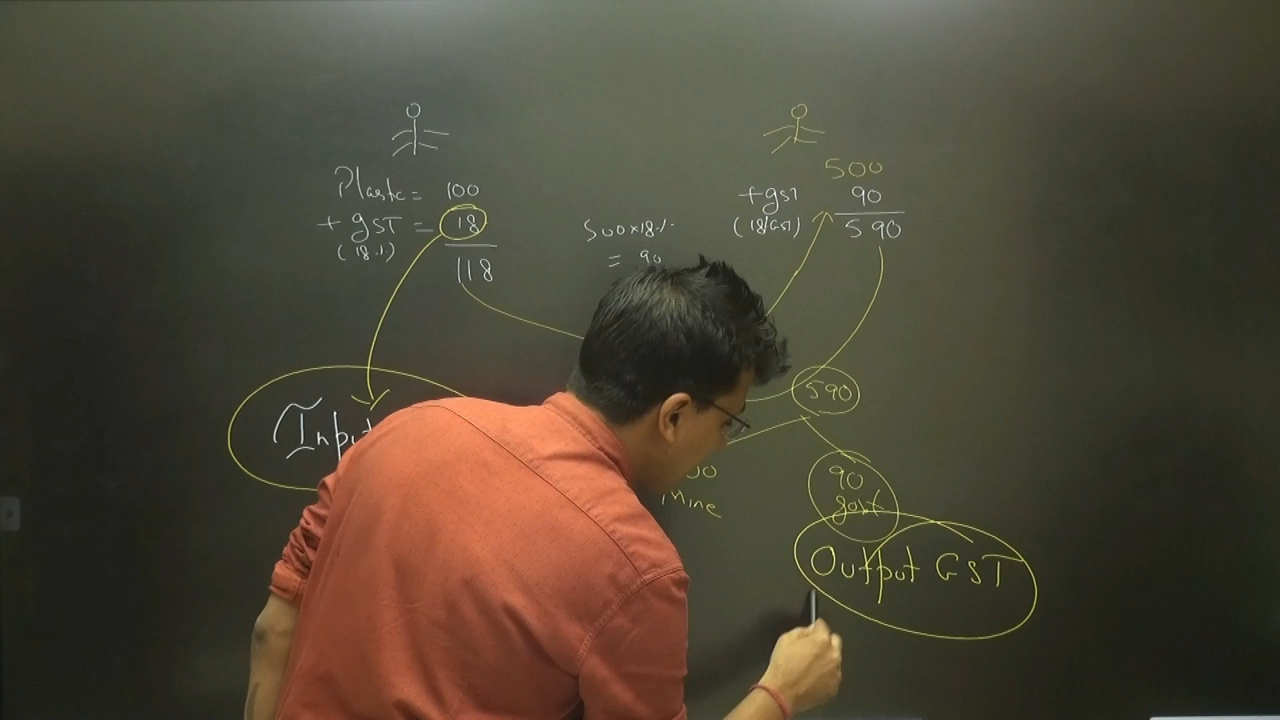 Plastic = 100
+ GST = 18
(18%)
118
500×18%
= 90
500
+ GST 90
(18% GST) 590
Input
590
90
govt
mine
Output GST